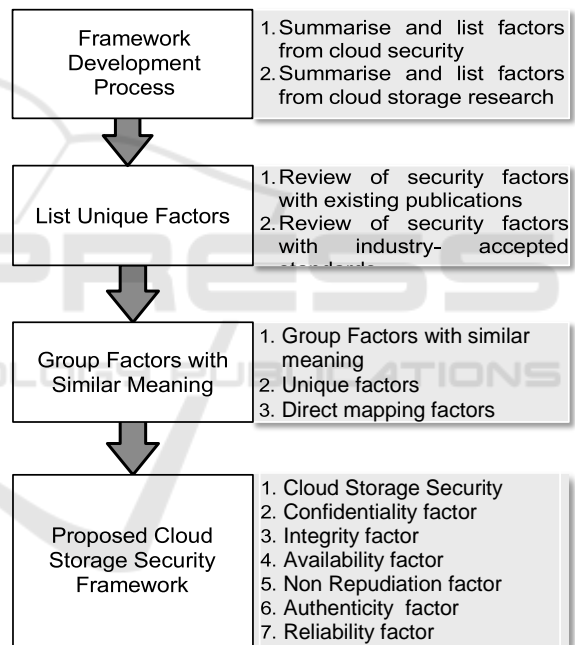 Framework
Development
Process
1. Summarise and list factors
from cloud security
2. Summarise and list factors
from cloud storage research
List Unique Factors
1. Review of security factors
with existing publications
2. Review of security factors
with industry- accepted
Group Factors with
Similar Meaning
1. Group Factors with similar
meaning
2. Unique factors
3. Direct mapping factors
Proposed Cloud
Storage Security
Framework
1. Cloud Storage Security
2. Confidentiality factor
3. Integrity factor
4. Availability factor
5. Non Repudiation factor
6. Authenticity factor
7. Reliability factor
PRESS
PUBLICATIONS